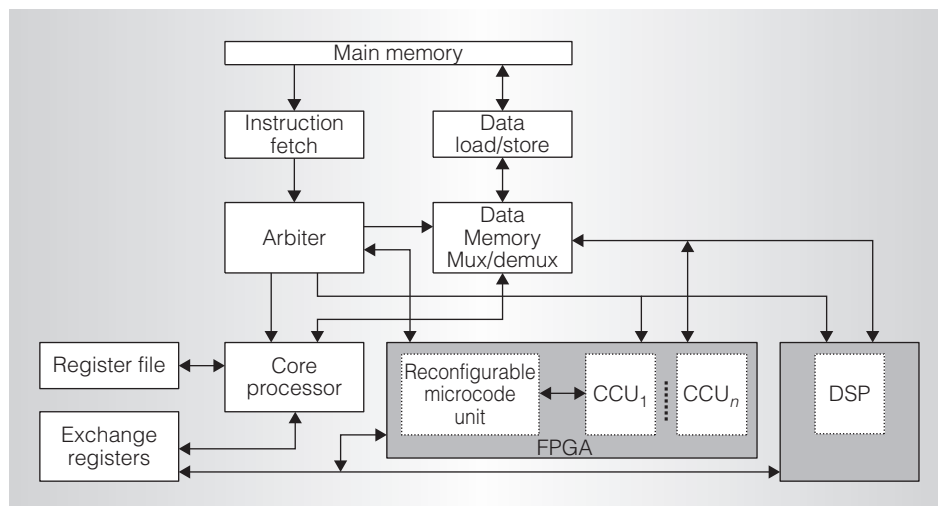 Main memory
Instruction
fetch
Data
load/store
Arbiter
Data
Memory
Mux/demux
Register file
Core
processor
Reconfigurable
microcode
unit
CCU1
CCUn
DSP
Exchange
registers
FPGA